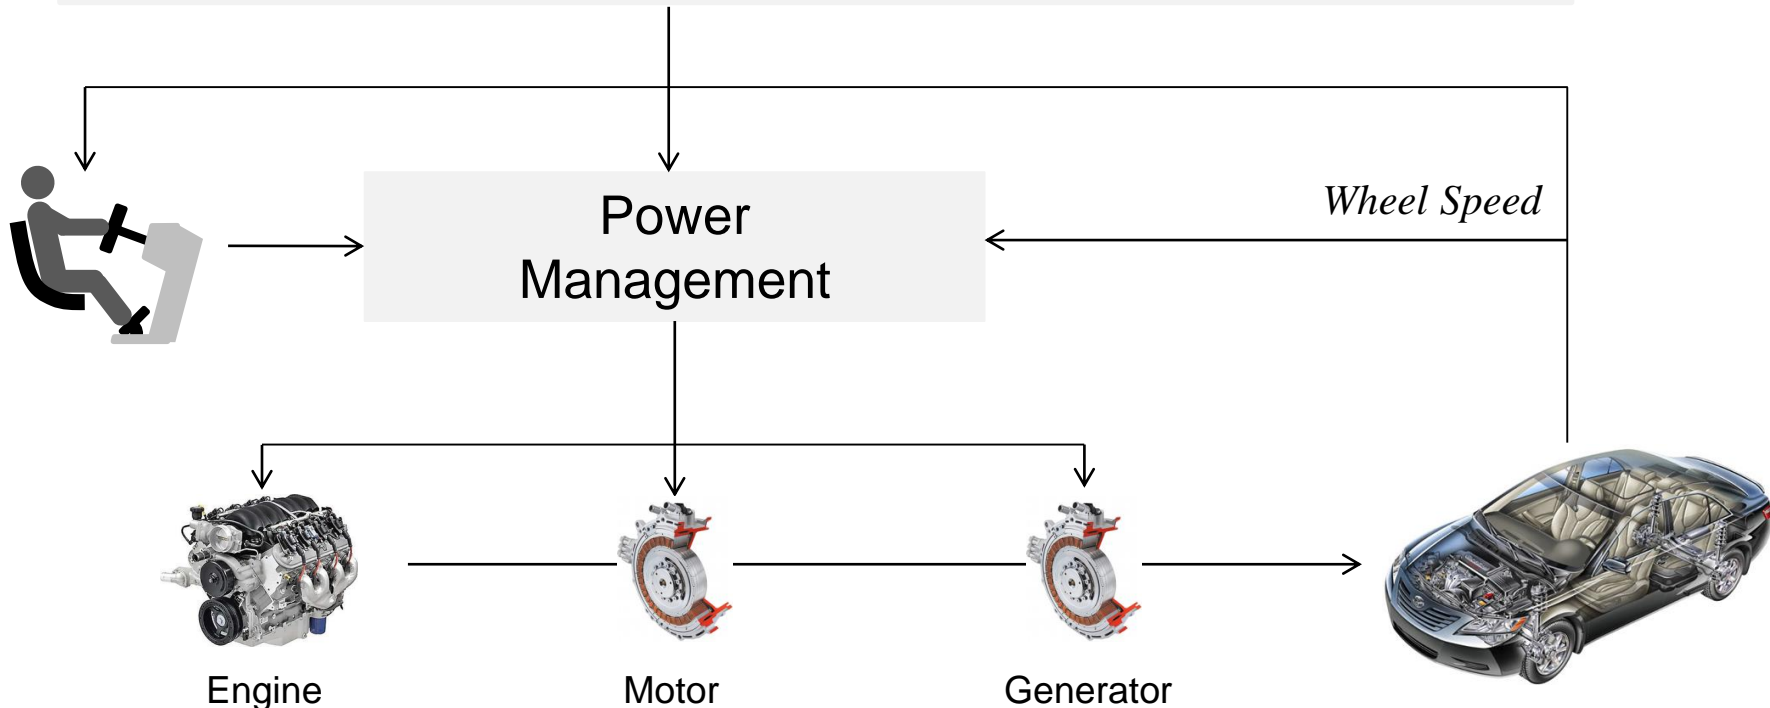 Wheel Speed
Power
Management
Engine
Motor
Generator